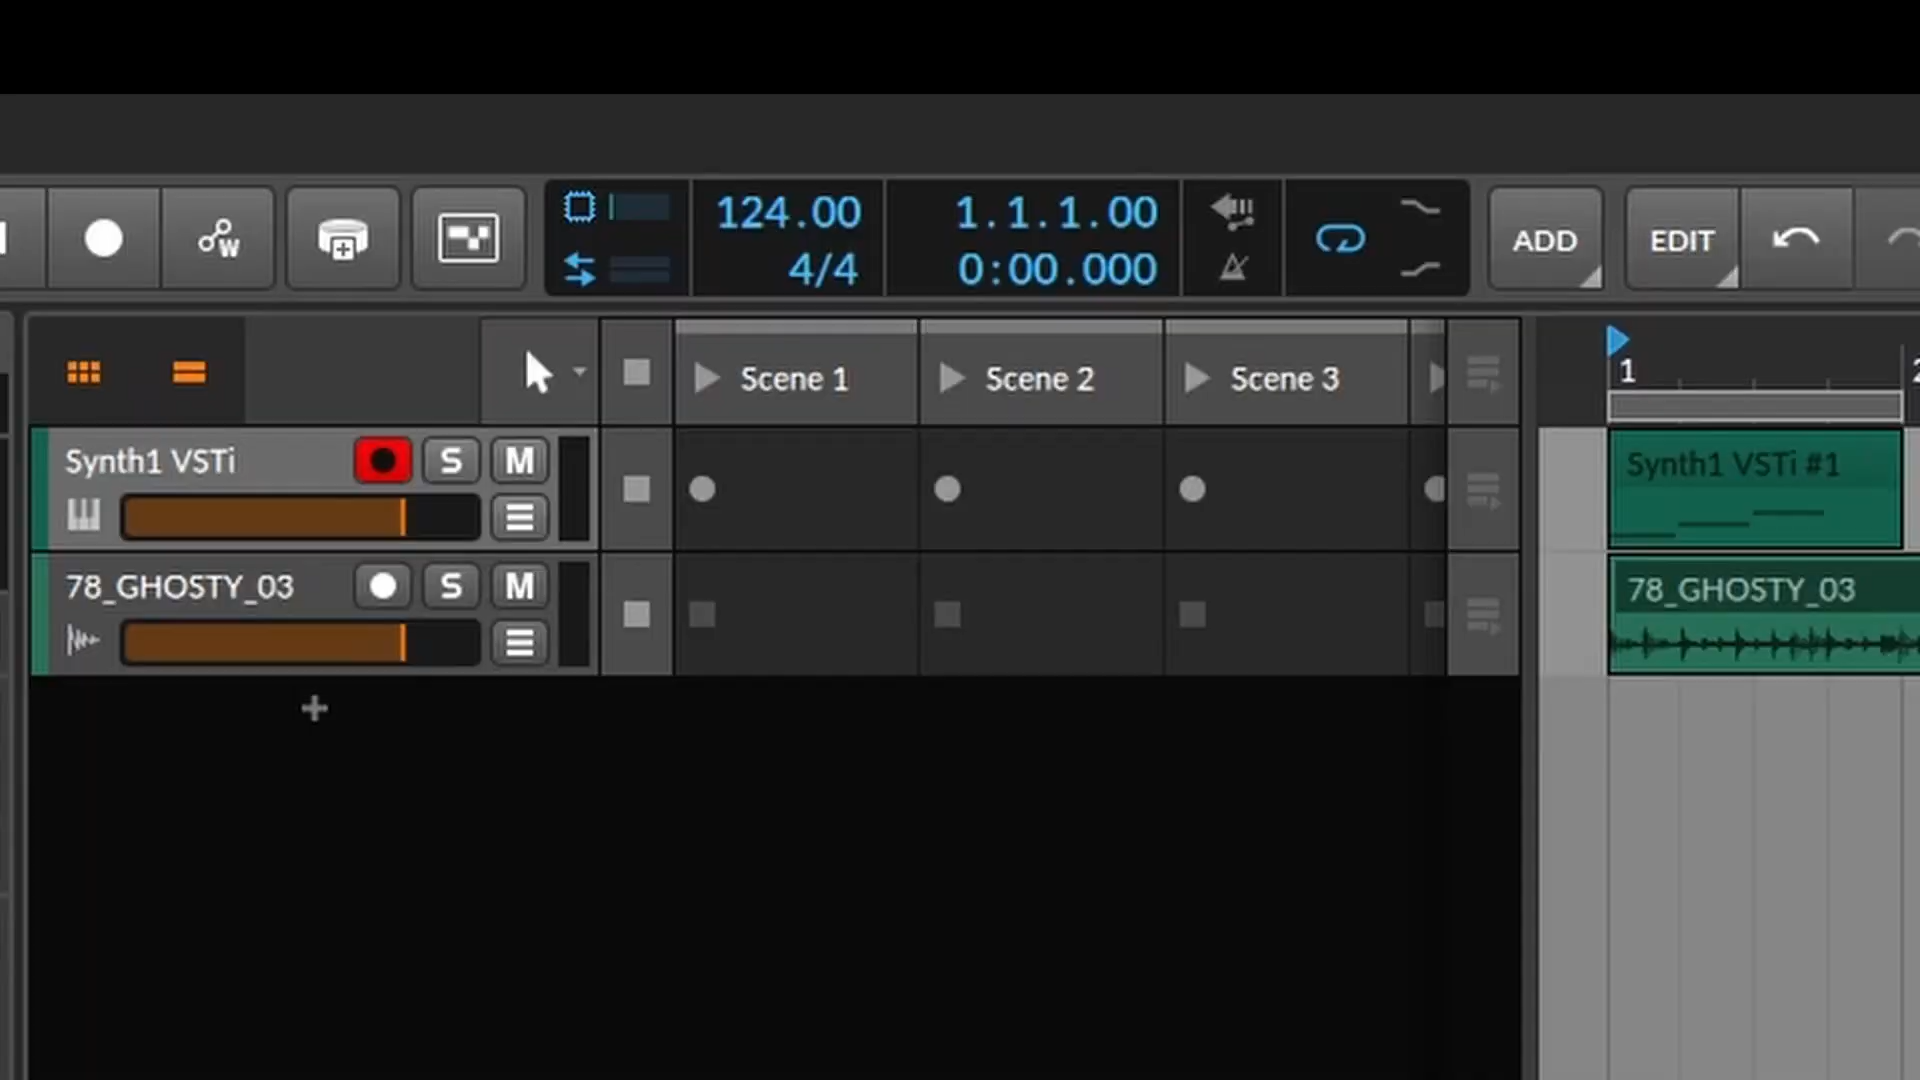 W
124.00
4/4
1.1.1.00
0:00.000
ADD
EDIT
Scene 1
Scene 2
Scene 3
1
Synth1 VSTi
S
M
Synth1 VSTi #1
78_GHOSTY_03
S
M
78_GHOSTY_03